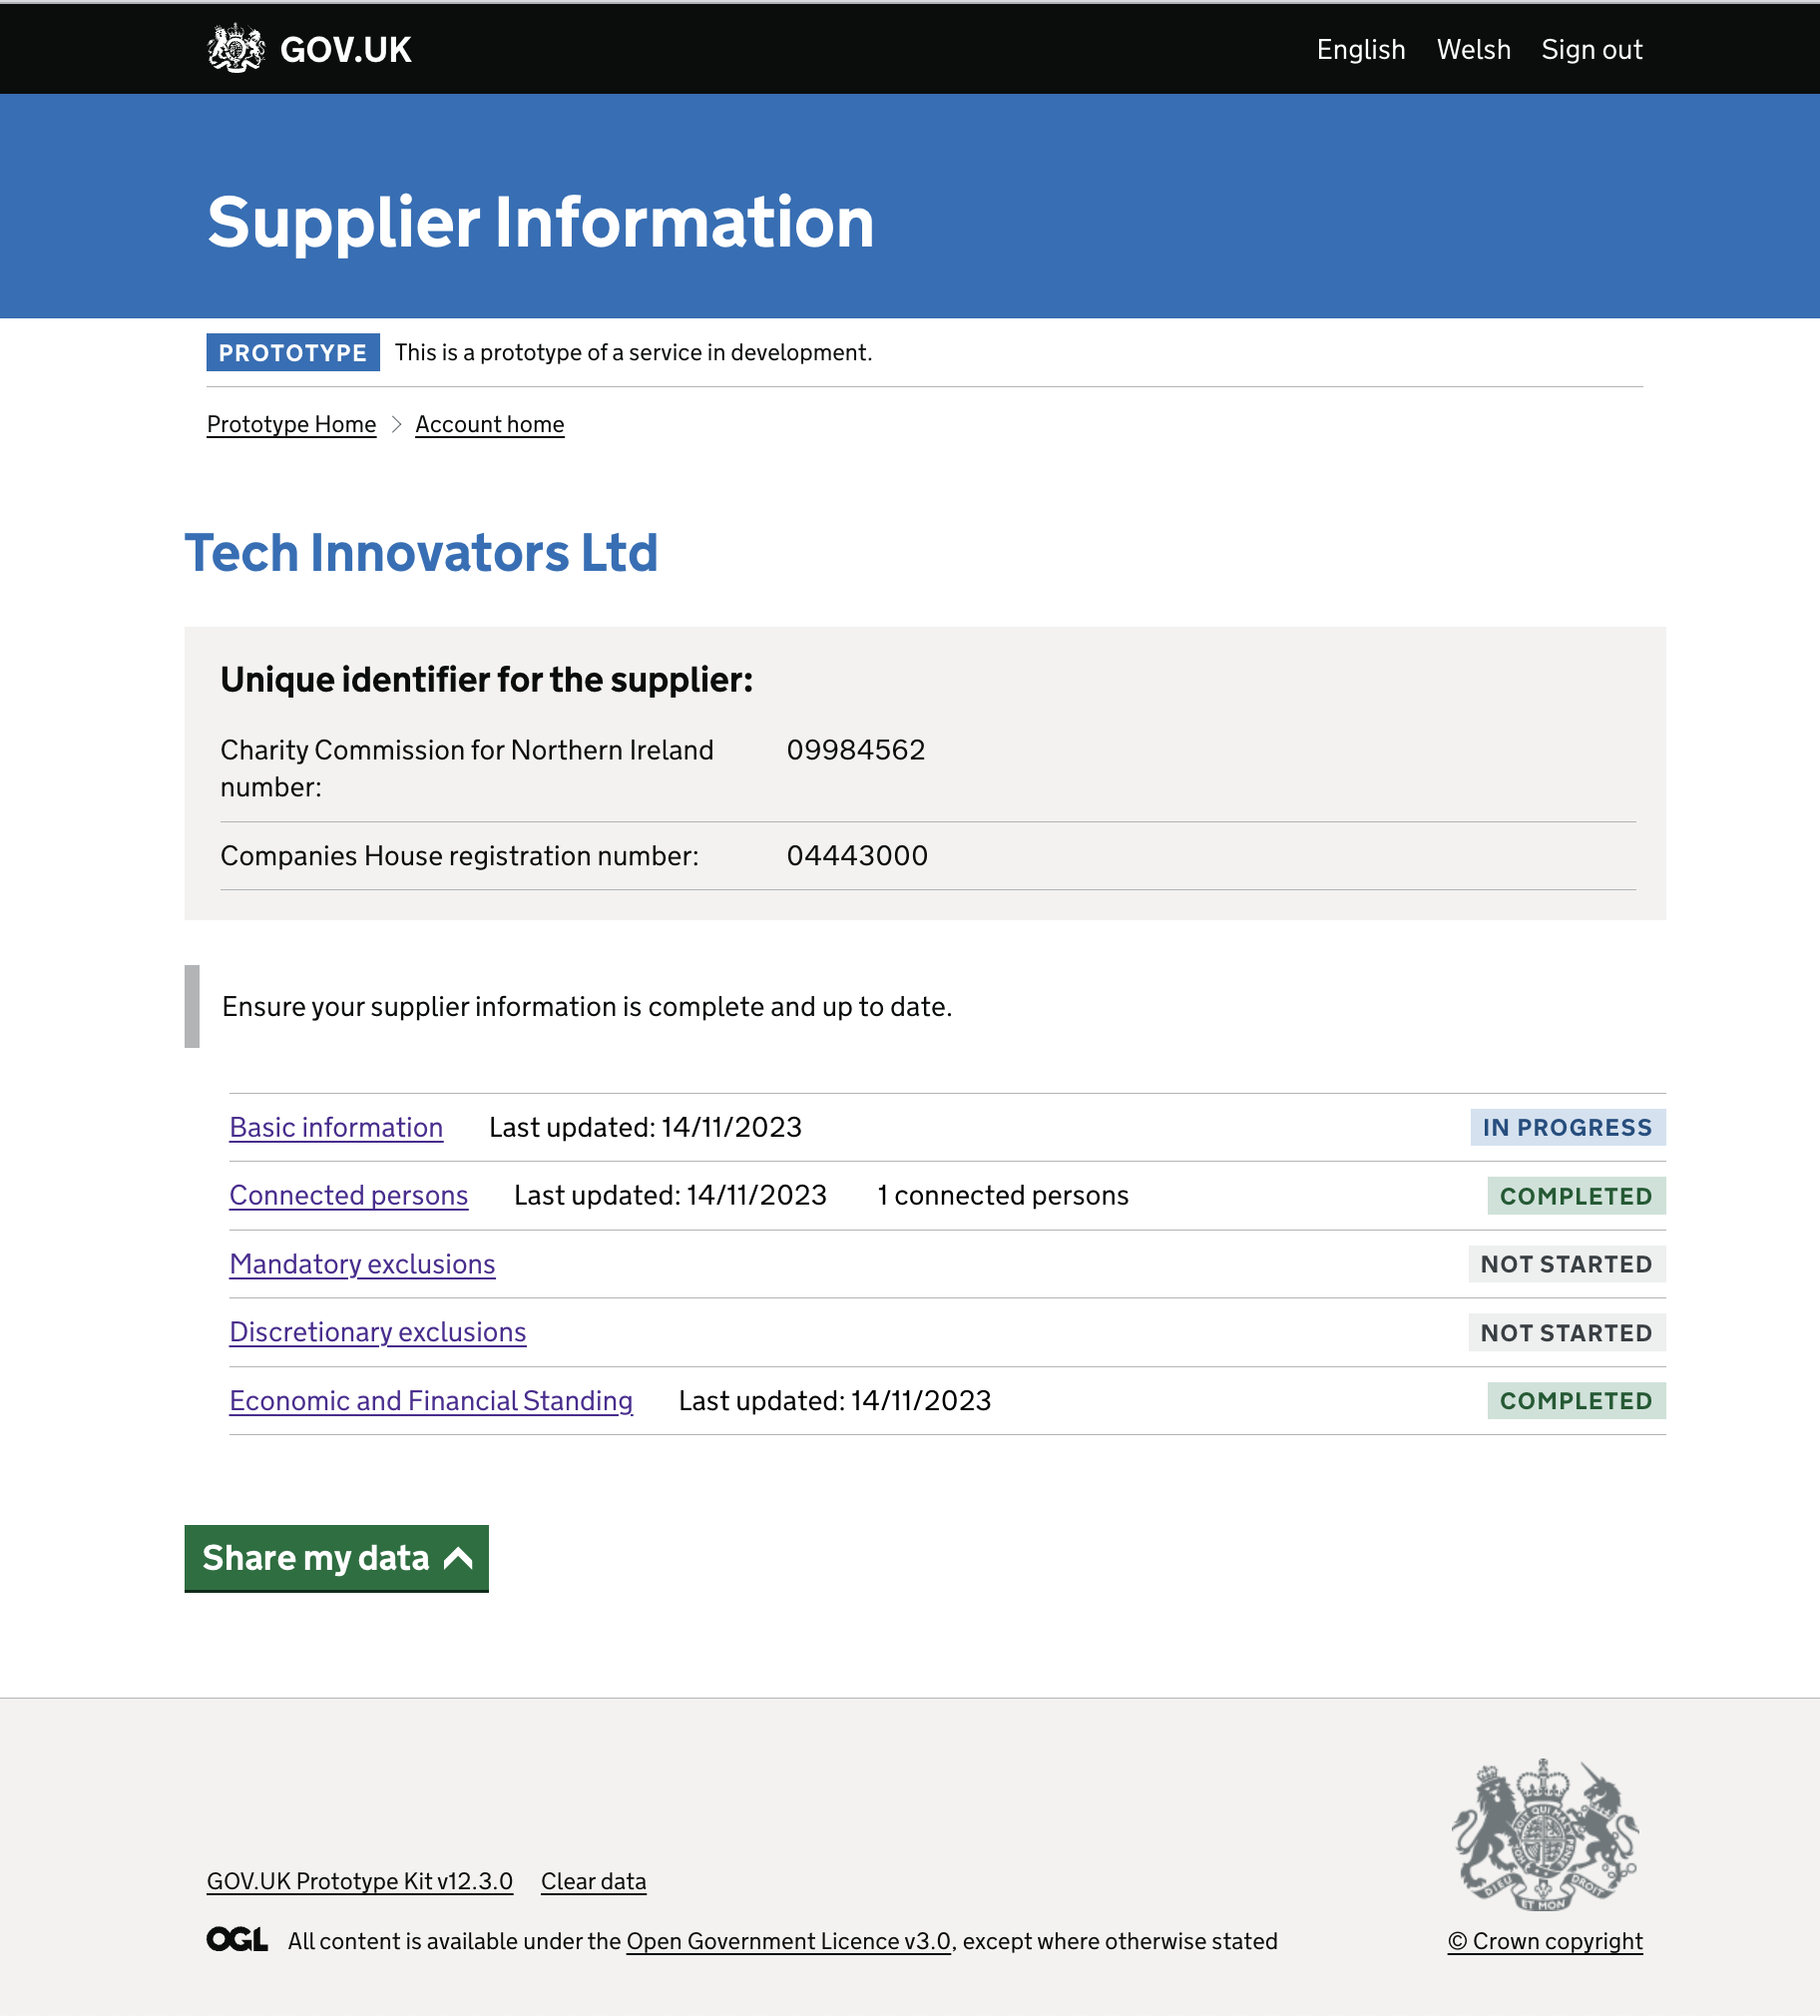 GOV.UK English Welsh Sign out
Supplier Information
PROTOTYPE This is a prototype of a service in development.
Prototype Home Account home
Tech Innovators Ltd
Unique identifier for the supplier:
Charity Commission for Northern Ireland 09984562
number:
Companies House registration number: 04443000
Ensure your supplier information is complete and up to date.
Basic information Last updated: 14/11/2023 IN PROGRESS
Connected persons Last updated: 14/11/2023 1 connected persons COMPLETED
Mandatory exclusions NOT STARTED
Discretionary exclusions NOT STARTED
Economic and Financial Standing Last updated: 14/11/2023 COMPLETED
Share my data
GOV.UK Prototype Kit v12.3.0 Clear data
DIEU ET MON DROIT
OGL All content is available under the Open Government Licence v3.0, except where otherwise stated © Crown copyright